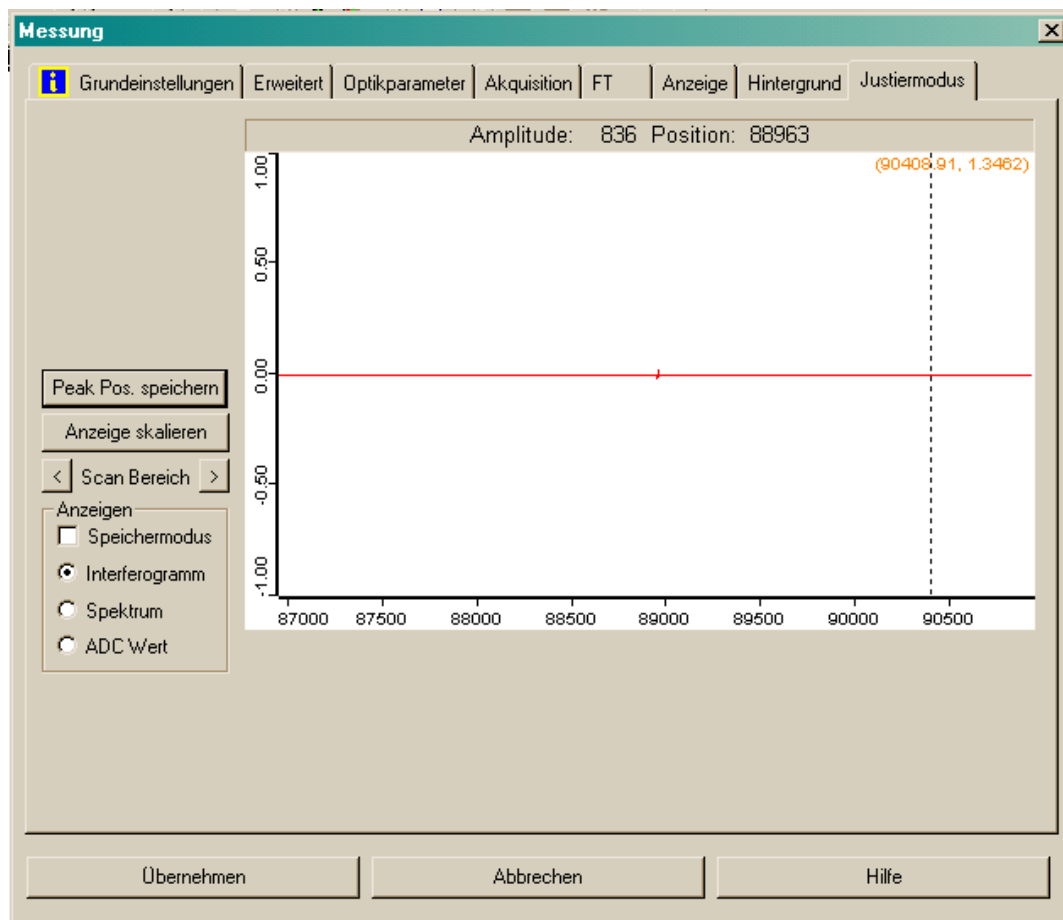 Messung
Grundeinstellungen Erweitert Optikparameter Akquisition FT Anzeige Hintergrund Justiermodus
Amplitude: 836 Position: 88963
(90408.91, 1.3462)
1.00
0.50
0.00
-0.50
-1.00
87000 87500 88000 88500 89000 89500 90000 90500
Peak Pos. speichern
Anzeige skalieren
< Scan Bereich >
Anzeigen
Speichermodus
Interferogramm
Spektrum
ADC Wert
Übernehmen Abbrechen Hilfe